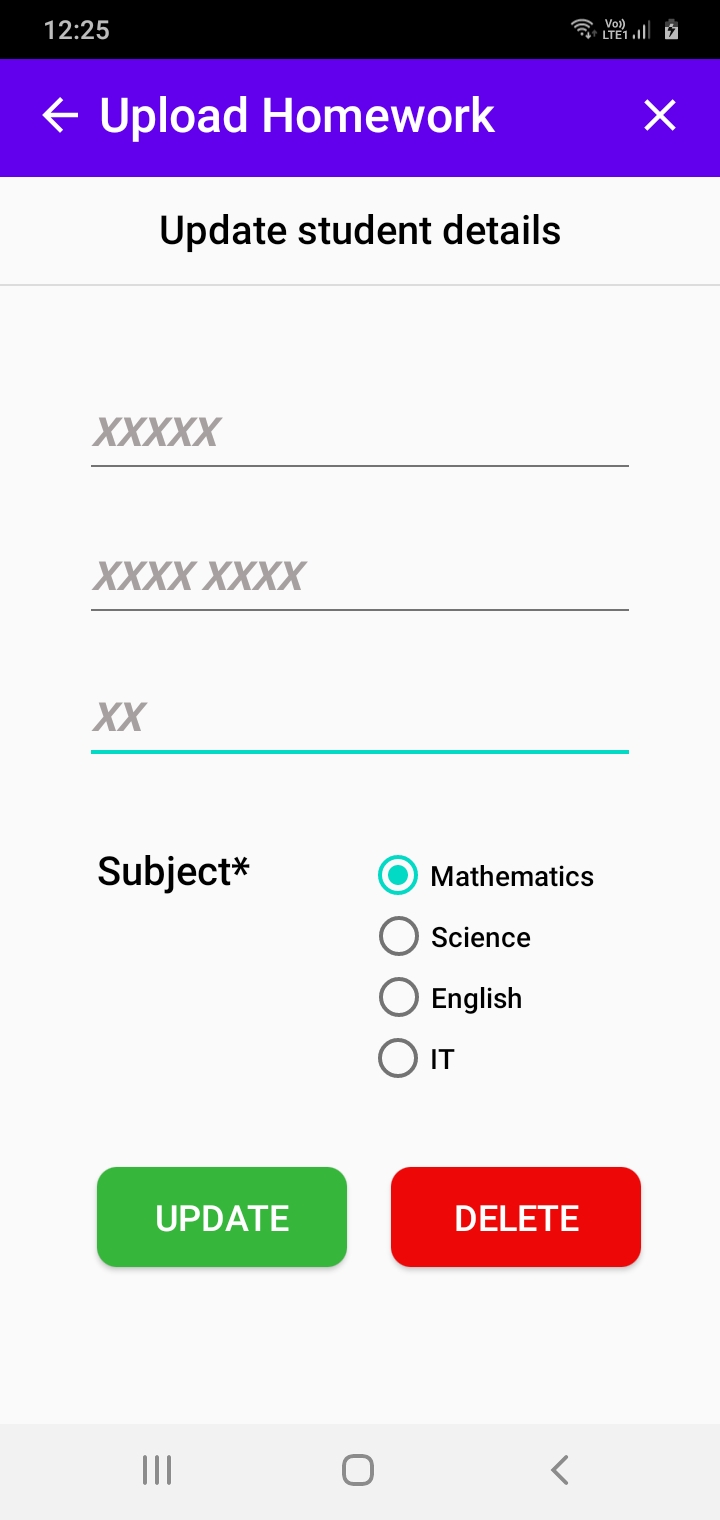 12:25 Vo)) LTE1
Upload Homework
Update student details
XXXXX
XXXX XXXX
XX
Subject*
Mathematics
Science
English
IT
UPDATE DELETE